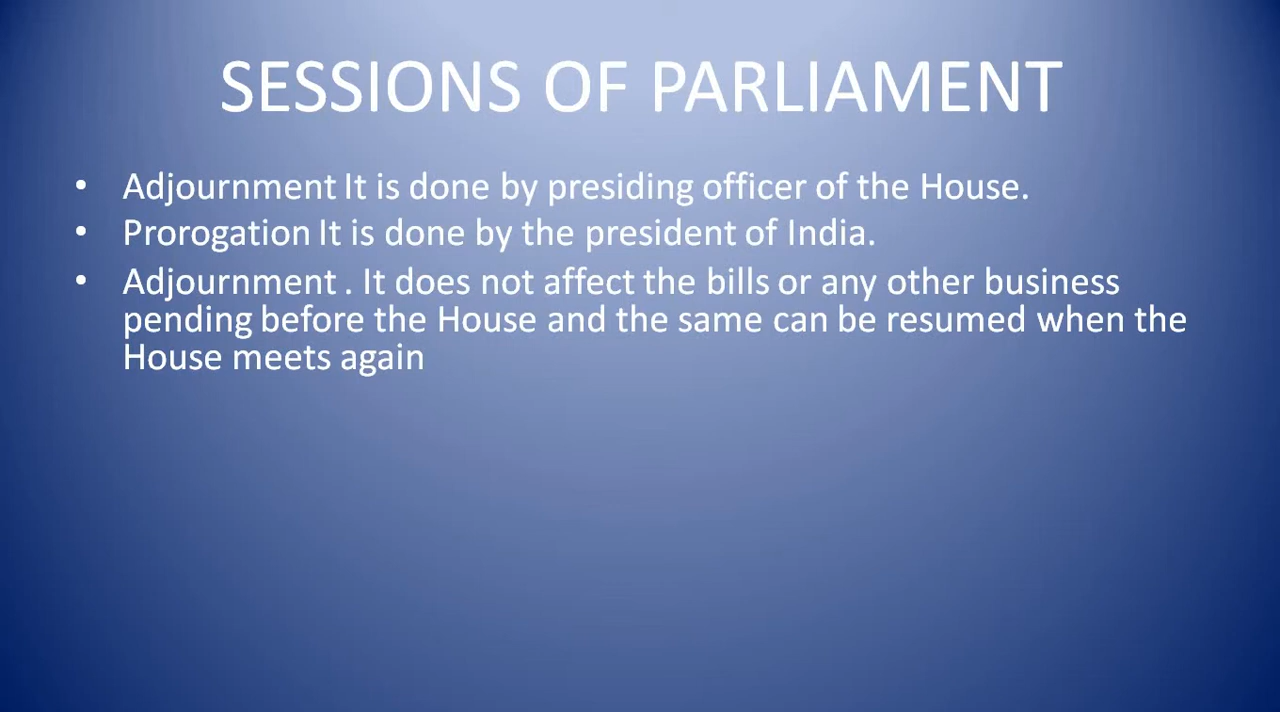 SESSIONS OF PARLIAMENT
• Adjournment It is done by presiding officer of the House.
• Prorogation It is done by the president of India.
• Adjournment . It does not affect the bills or any other business
pending before the House and the same can be resumed when the
House meets again